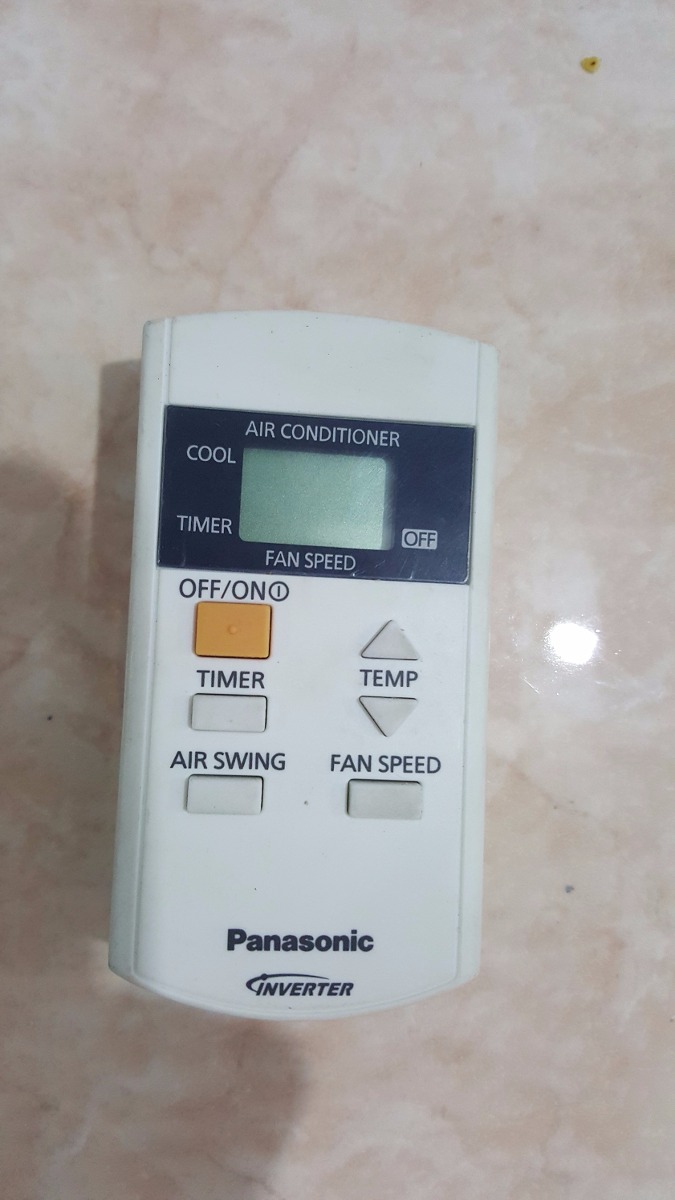 AIR CONDITIONER
COOL
TIMER
OFF
FAN SPEED
OFF/ON
TIMER
TEMP
AIR SWING
FAN SPEED
Panasonic
INVERTER